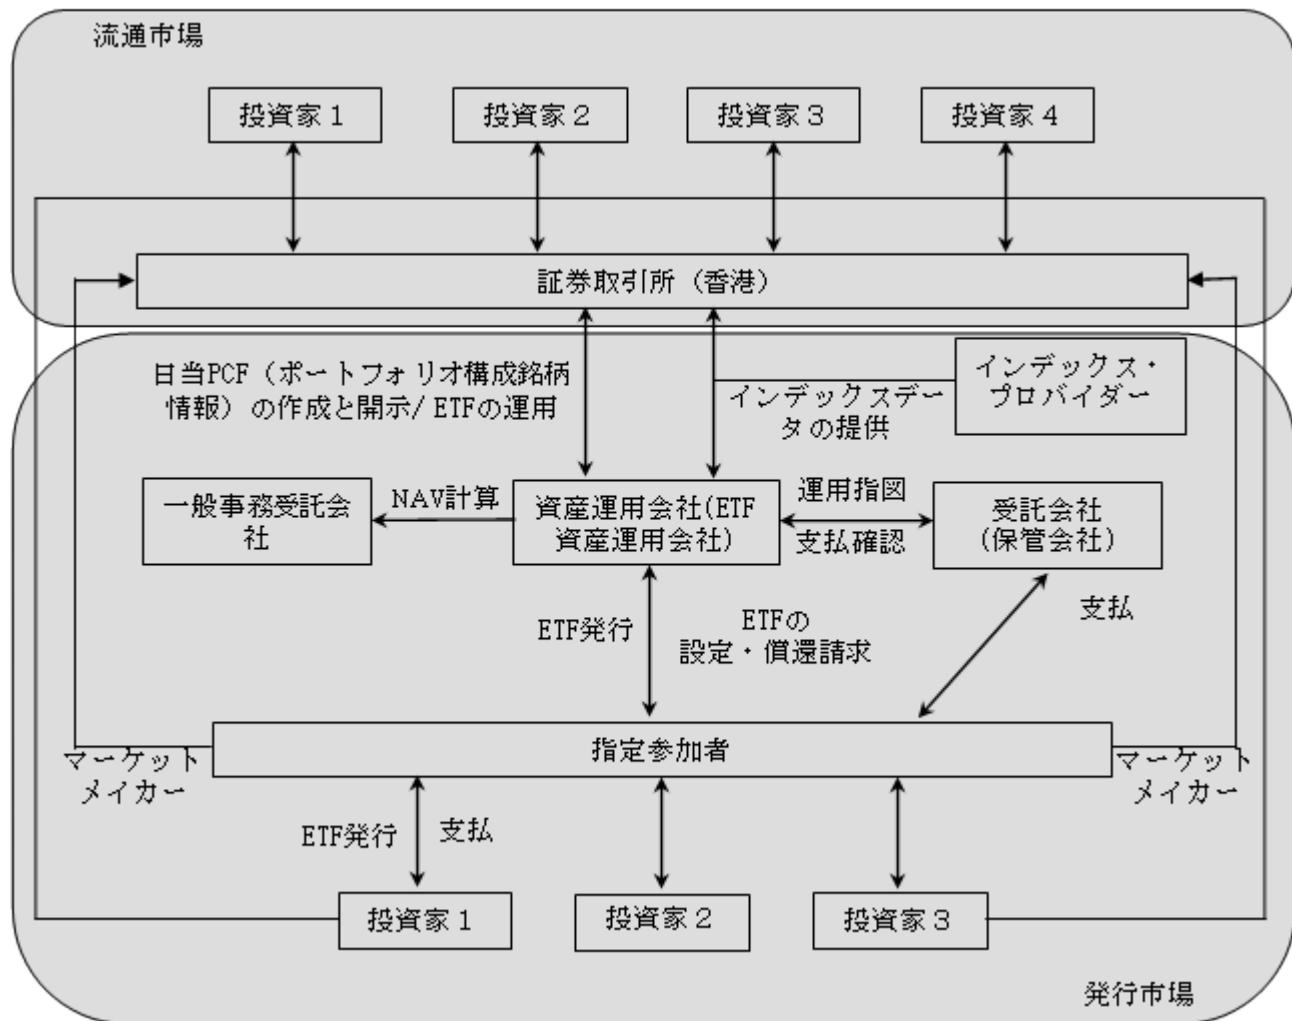 流通市場
投資家１
投資家２
投資家３
投資家４
証券取引所（香港）
日当PCF（ポートフォリオ構成銘柄
情報）の作成と開示/ETFの運用
インデックスデー
タの提供
インデックス・
プロバイダー
一般事務受託会
社
NAV計算
資産運用会社(ETF
資産運用会社)
運用指図
支払確認
受託会社
(保管会社)
ETF発行
ETFの
設定・償還請求
支払
指定参加者
マーケット
メイカー
マーケット
メイカー
ETF発行
支払
投資家１
投資家２
投資家３
発行市場